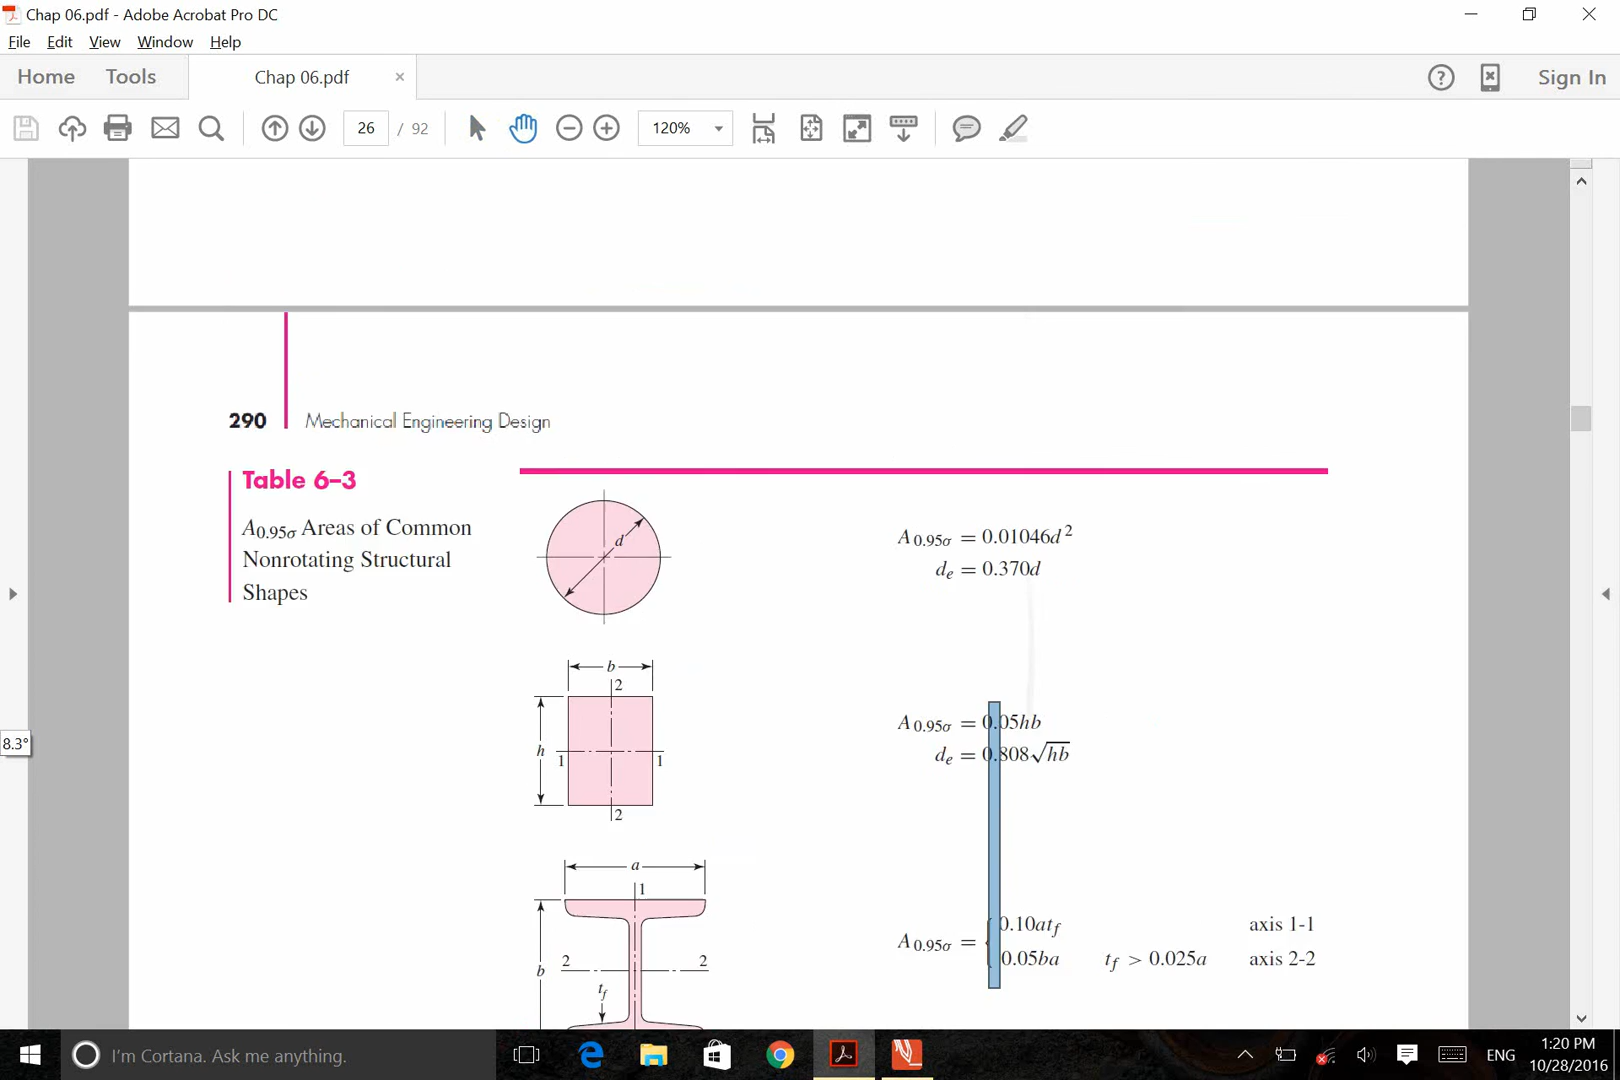 Chap 06.pdf - Adobe Acrobat Pro DC
File Edit View Window Help
Home Tools Chap 06.pdf × Sign In
26 / 92 120%
290 Mechanical Engineering Design
Table 6–3
A0.95σ Areas of Common
Nonrotating Structural
Shapes
d
A0.95σ = 0.01046d²
de = 0.370d
b
2
h
1 1
2
A0.95σ = 0.05hb
de = 0.808√hb
8.3"
a
1
b
2 2
tf
A0.95σ = { 0.10atf axis 1-1
0.05ba tf > 0.025a axis 2-2
I'm Cortana. Ask me anything.
ENG
1:20 PM
10/28/2016